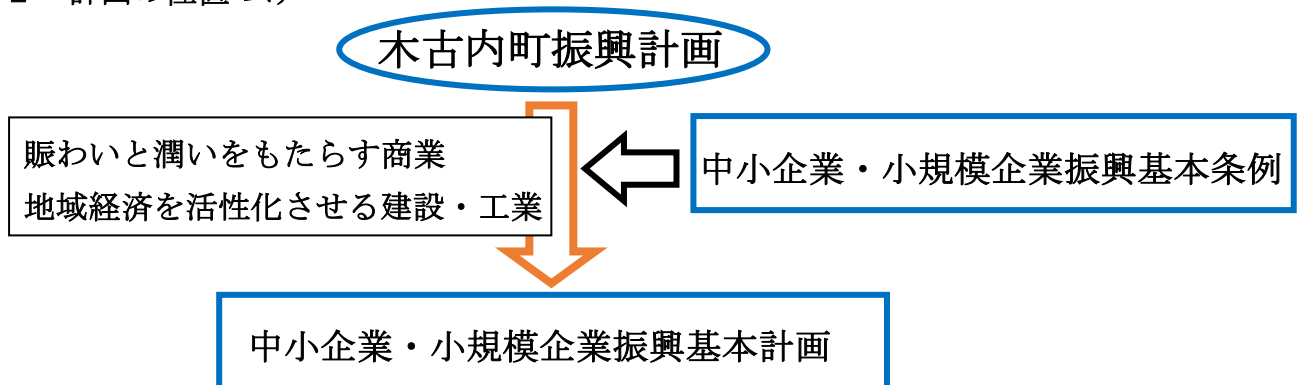 木古内町振興計画
賑わいと潤いをもたらす商業
地域経済を活性化させる建設・工業
中小企業・小規模企業振興基本条例
中小企業・小規模企業振興基本計画